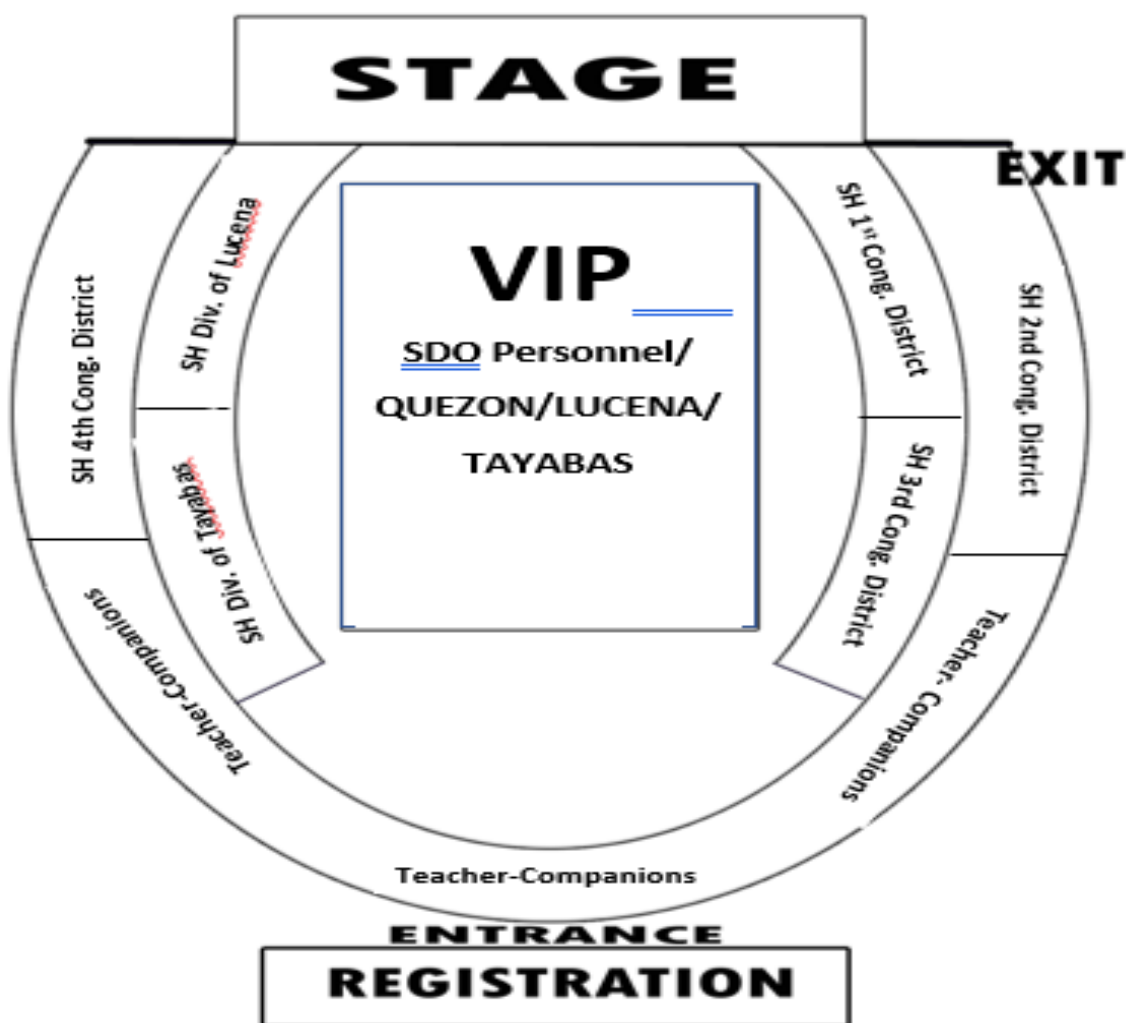 STAGE
EXIT
SH 4th Cong. District
SH Div. of Lucena
VIP
SDO Personnel/
QUEZON/LUCENA/
TAYABAS
SH 1st Cong. District
SH 2nd Cong. District
SH Div. of Tayabas
SH 3rd Cong. District
Teacher-Companions
Teacher- Companions
Teacher-Companions
ENTRANCE
REGISTRATION